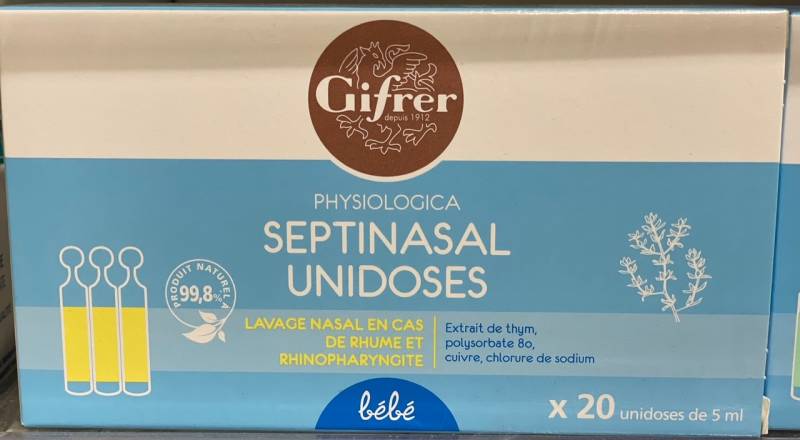 Gifrer
depuis 1912
PHYSIOLOGICA
SEPTINASAL
UNIDOSES
PRODUIT NATUREL À
99,8%
LAVAGE NASAL EN CAS
DE RHUME ET
RHINOPHARYNGITE
Extrait de thym,
polysorbate 80,
cuivre, chlorure de sodium
bébé
x 20 unidoses de 5 ml